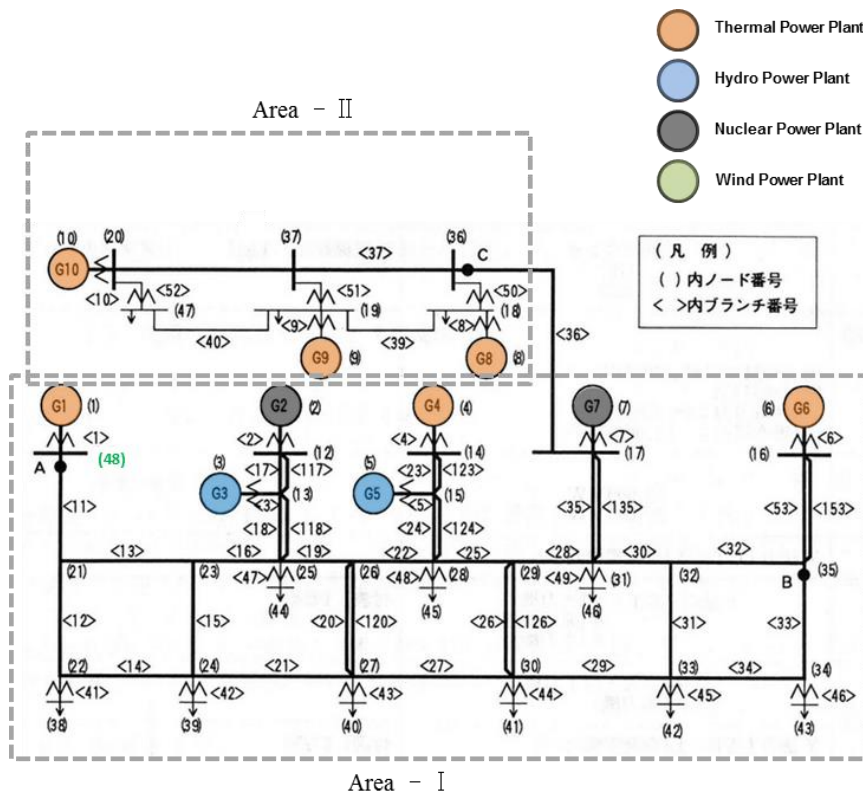 Thermal Power Plant
Hydro Power Plant
Nuclear Power Plant
Wind Power Plant
Area - Ⅱ
(10) (20) (37) (36)
G10 <37> C
<10> <52> <51> <50>
(47) <9> (19) <8> (18)
<40> <39> <36>
G9 (9) G8 (8)
( 凡 例 )
( ) 内ノード番号
< >内ブランチ番号
G1 (1) G2 (2) G4 (4) G7 (7) (6) G6
<1> <2> <4> <7> <6>
(48) (12) (14) (17) (16)
A (3) <17> <117> (5) <23> <123>
G3 <3> (13) G5 <5> (15) <35> <135> <53> <153>
<11> <18> <118> <24> <124>
<13> <16> <19> <22> <25> <28> <30> <32>
(21) (23) <47> (25) (26) <48> (28) (29) <49> (31) (32) B (35)
(44) (45) (46)
<12> <15> <20> <120> <26> <126> <31> <33>
(22) <14> (24) <21> (27) <27> (30) <29> (33) <34> (34)
<41> <42> <43> <44> <45> <46>
(38) (39) (40) (41) (42) (43)
Area - Ⅰ